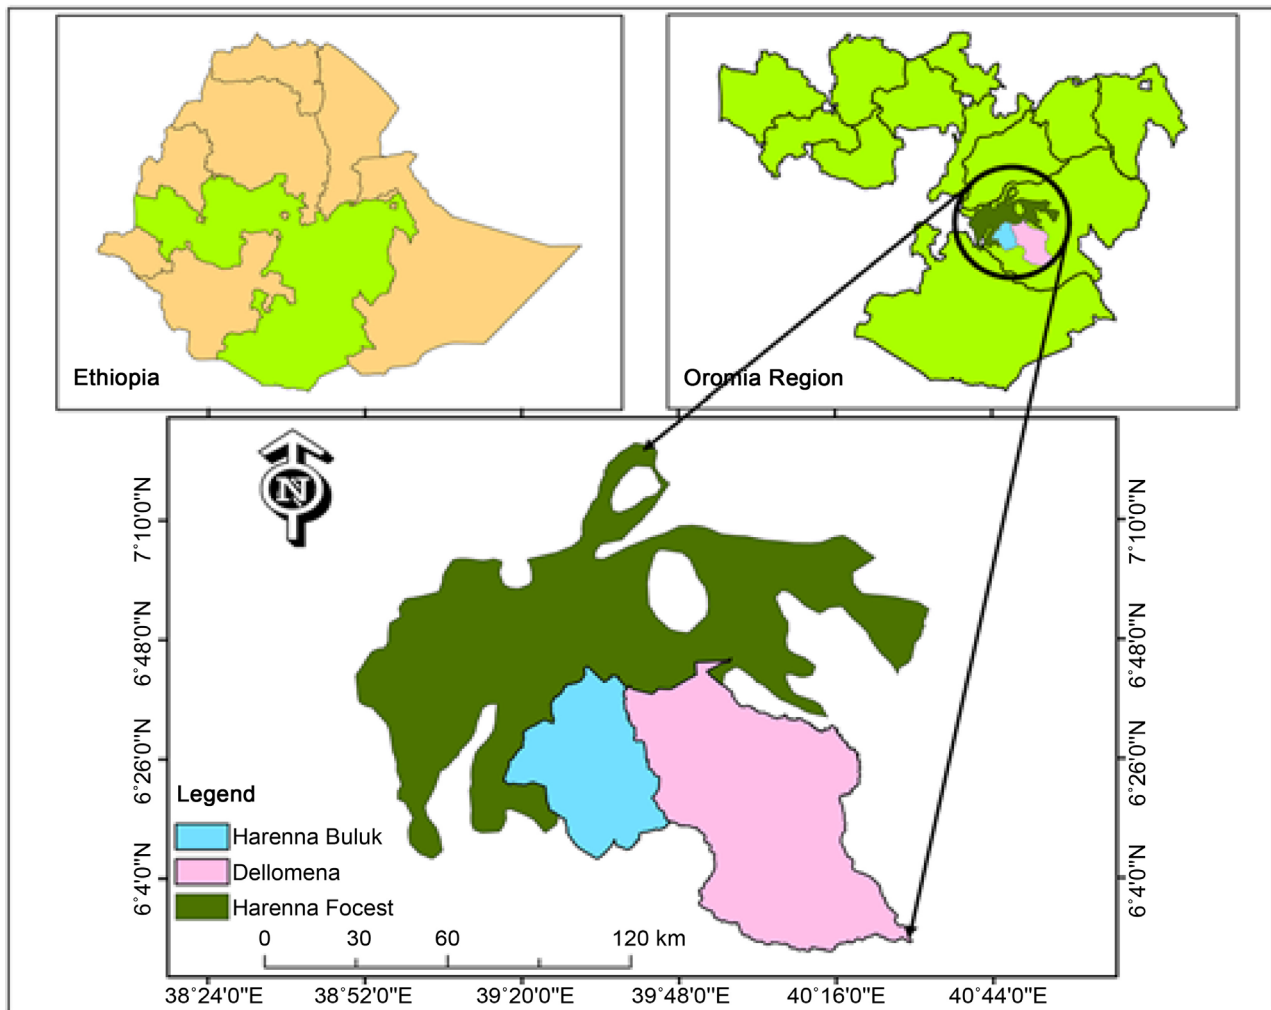 Ethiopia
Oromia Region
N
7°10'0"N
7°10'0"N
6°48'0"N
6°48'0"N
6°26'0"N
6°26'0"N
6°4'0"N
6°4'0"N
Legend
Harenna Buluk
Dellomena
Harenna Focest
0 30 60 120 km
38°24'0"E 38°52'0"E 39°20'0"E 39°48'0"E 40°16'0"E 40°44'0"E